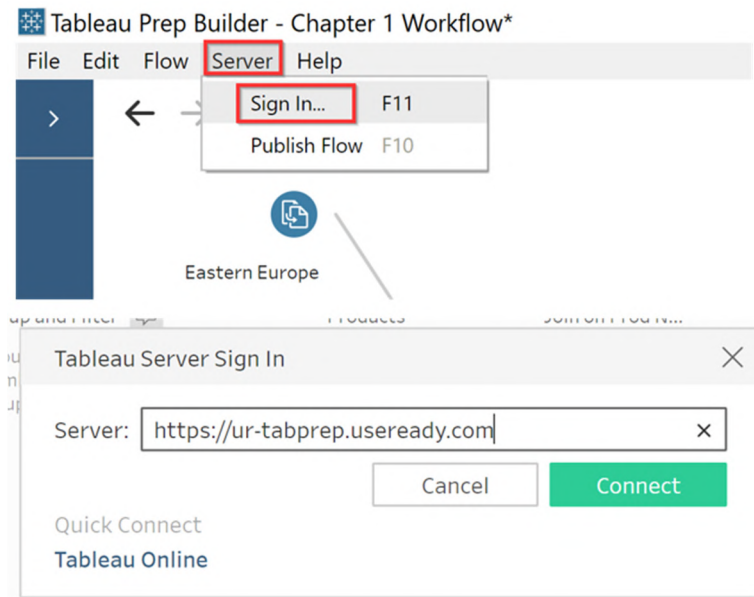 Tableau Prep Builder - Chapter 1 Workflow*
File Edit Flow Server Help
Sign In... F11
Publish Flow F10
Eastern Europe
Tableau Server Sign In
Server: https://ur-tabprep.useready.com
Cancel Connect
Quick Connect
Tableau Online